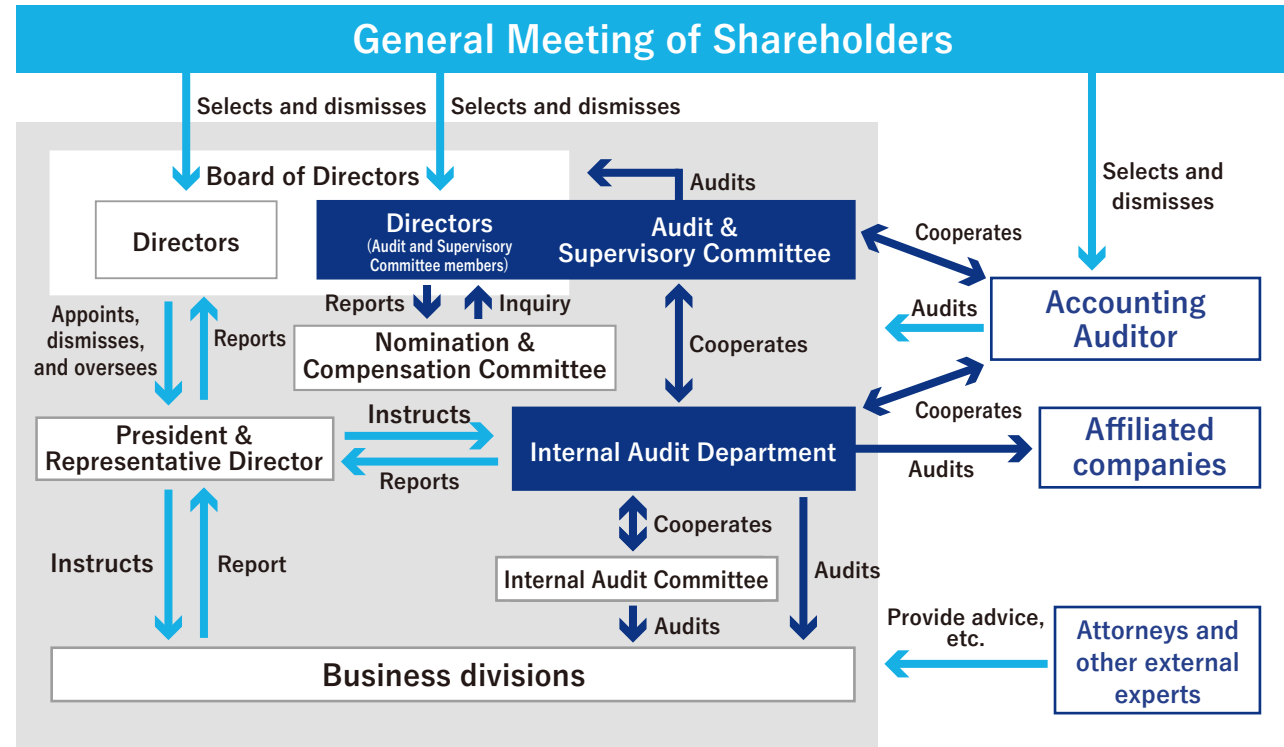 General Meeting of Shareholders
Selects and dismisses
Selects and dismisses
Selects and
dismisses
Board of Directors
Audits
Directors
Directors
(Audit and Supervisory
Committee members)
Audit &
Supervisory Committee
Cooperates
Reports
Inquiry
Appoints,
dismisses,
and oversees
Reports
Nomination &
Compensation Committee
Cooperates
Audits
Accounting
Auditor
Instructs
Cooperates
President &
Representative Director
Reports
Internal Audit Department
Audits
Affiliated
companies
Cooperates
Instructs
Report
Internal Audit Committee
Audits
Audits
Business divisions
Provide advice,
etc.
Attorneys and
other external
experts